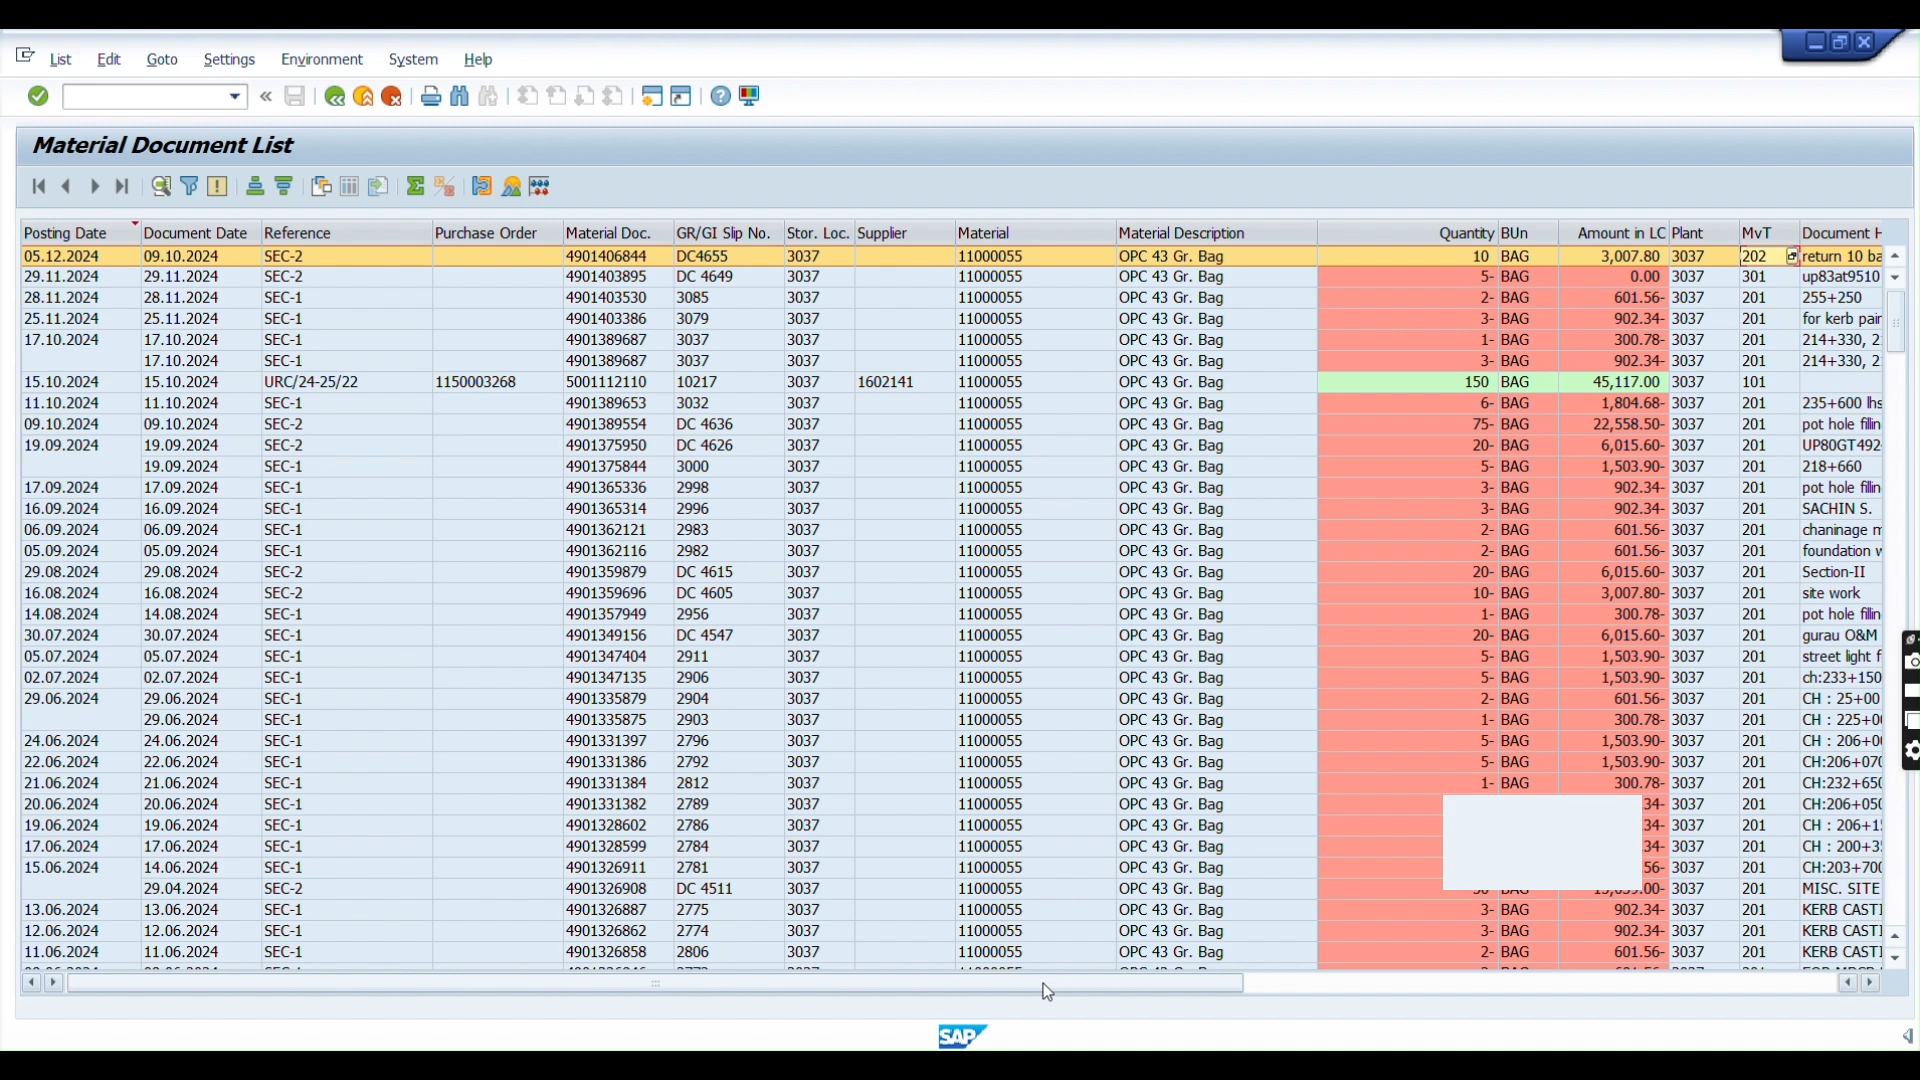 List Edit Goto Settings Environment System Help
Material Document List
Posting Date Document Date Reference Purchase Order Material Doc. GR/GI Slip No. Stor. Loc. Supplier Material Material Description Quantity BUn Amount in LC Plant MvT Document H
05.12.2024 09.10.2024 SEC-2 4901406844 DC4655 3037 11000055 OPC 43 Gr. Bag 10 BAG 3,007.80 3037 202 return 10 ba
29.11.2024 29.11.2024 SEC-2 4901403895 DC 4649 3037 11000055 OPC 43 Gr. Bag 5- BAG 0.00 3037 301 up83at9510
28.11.2024 28.11.2024 SEC-1 4901403530 3085 3037 11000055 OPC 43 Gr. Bag 2- BAG 601.56- 3037 201 255+250
25.11.2024 25.11.2024 SEC-1 4901403386 3079 3037 11000055 OPC 43 Gr. Bag 3- BAG 902.34- 3037 201 for kerb pain
17.10.2024 17.10.2024 SEC-1 4901389687 3037 3037 11000055 OPC 43 Gr. Bag 1- BAG 300.78- 3037 201 214+330, 2
17.10.2024 SEC-1 4901389687 3037 3037 11000055 OPC 43 Gr. Bag 3- BAG 902.34- 3037 201 214+330, 2
15.10.2024 15.10.2024 URC/24-25/22 1150003268 5001112110 10217 3037 1602141 11000055 OPC 43 Gr. Bag 150 BAG 45,117.00 3037 101
11.10.2024 11.10.2024 SEC-1 4901389653 3032 3037 11000055 OPC 43 Gr. Bag 6- BAG 1,804.68- 3037 201 235+600 lhs
09.10.2024 09.10.2024 SEC-2 4901389554 DC 4636 3037 11000055 OPC 43 Gr. Bag 75- BAG 22,558.50- 3037 201 pot hole fillin
19.09.2024 19.09.2024 SEC-2 4901375950 DC 4626 3037 11000055 OPC 43 Gr. Bag 20- BAG 6,015.60- 3037 201 UP80GT492
19.09.2024 SEC-1 4901375844 3000 3037 11000055 OPC 43 Gr. Bag 5- BAG 1,503.90- 3037 201 218+660
17.09.2024 17.09.2024 SEC-1 4901365336 2998 3037 11000055 OPC 43 Gr. Bag 3- BAG 902.34- 3037 201 pot hole fillin
16.09.2024 16.09.2024 SEC-1 4901365314 2996 3037 11000055 OPC 43 Gr. Bag 3- BAG 902.34- 3037 201 SACHIN S.
06.09.2024 06.09.2024 SEC-1 4901362121 2983 3037 11000055 OPC 43 Gr. Bag 2- BAG 601.56- 3037 201 chaninage m
05.09.2024 05.09.2024 SEC-1 4901362116 2982 3037 11000055 OPC 43 Gr. Bag 2- BAG 601.56- 3037 201 foundation w
29.08.2024 29.08.2024 SEC-2 4901359879 DC 4615 3037 11000055 OPC 43 Gr. Bag 20- BAG 6,015.60- 3037 201 Section-II
16.08.2024 16.08.2024 SEC-2 4901359696 DC 4605 3037 11000055 OPC 43 Gr. Bag 10- BAG 3,007.80- 3037 201 site work
14.08.2024 14.08.2024 SEC-1 4901357949 2956 3037 11000055 OPC 43 Gr. Bag 1- BAG 300.78- 3037 201 pot hole fillin
30.07.2024 30.07.2024 SEC-1 4901349156 DC 4547 3037 11000055 OPC 43 Gr. Bag 20- BAG 6,015.60- 3037 201 gurau O&M
05.07.2024 05.07.2024 SEC-1 4901347404 2911 3037 11000055 OPC 43 Gr. Bag 5- BAG 1,503.90- 3037 201 street light f
02.07.2024 02.07.2024 SEC-1 4901347135 2906 3037 11000055 OPC 43 Gr. Bag 5- BAG 1,503.90- 3037 201 ch:233+150
29.06.2024 29.06.2024 SEC-1 4901335879 2904 3037 11000055 OPC 43 Gr. Bag 2- BAG 601.56- 3037 201 CH : 25+00
29.06.2024 SEC-1 4901335875 2903 3037 11000055 OPC 43 Gr. Bag 1- BAG 300.78- 3037 201 CH : 225+00
24.06.2024 24.06.2024 SEC-1 4901331397 2796 3037 11000055 OPC 43 Gr. Bag 5- BAG 1,503.90- 3037 201 CH : 206+00
22.06.2024 22.06.2024 SEC-1 4901331386 2792 3037 11000055 OPC 43 Gr. Bag 5- BAG 1,503.90- 3037 201 CH:206+070
21.06.2024 21.06.2024 SEC-1 4901331384 2812 3037 11000055 OPC 43 Gr. Bag 1- BAG 300.78- 3037 201 CH:232+650
20.06.2024 20.06.2024 SEC-1 4901331382 2789 3037 11000055 OPC 43 Gr. Bag 34- 3037 201 CH:206+050
19.06.2024 19.06.2024 SEC-1 4901328602 2786 3037 11000055 OPC 43 Gr. Bag 34- 3037 201 CH : 206+1
17.06.2024 17.06.2024 SEC-1 4901328599 2784 3037 11000055 OPC 43 Gr. Bag 34- 3037 201 CH : 200+3
15.06.2024 14.06.2024 SEC-1 4901326911 2781 3037 11000055 OPC 43 Gr. Bag 56- 3037 201 CH:203+700
29.04.2024 SEC-2 4901326908 DC 4511 3037 11000055 OPC 43 Gr. Bag 3037 201 MISC. SITE
13.06.2024 13.06.2024 SEC-1 4901326887 2775 3037 11000055 OPC 43 Gr. Bag 3- BAG 902.34- 3037 201 KERB CASTI
12.06.2024 12.06.2024 SEC-1 4901326862 2774 3037 11000055 OPC 43 Gr. Bag 3- BAG 902.34- 3037 201 KERB CASTI
11.06.2024 11.06.2024 SEC-1 4901326858 2806 3037 11000055 OPC 43 Gr. Bag 2- BAG 601.56- 3037 201 KERB CASTI
SAP